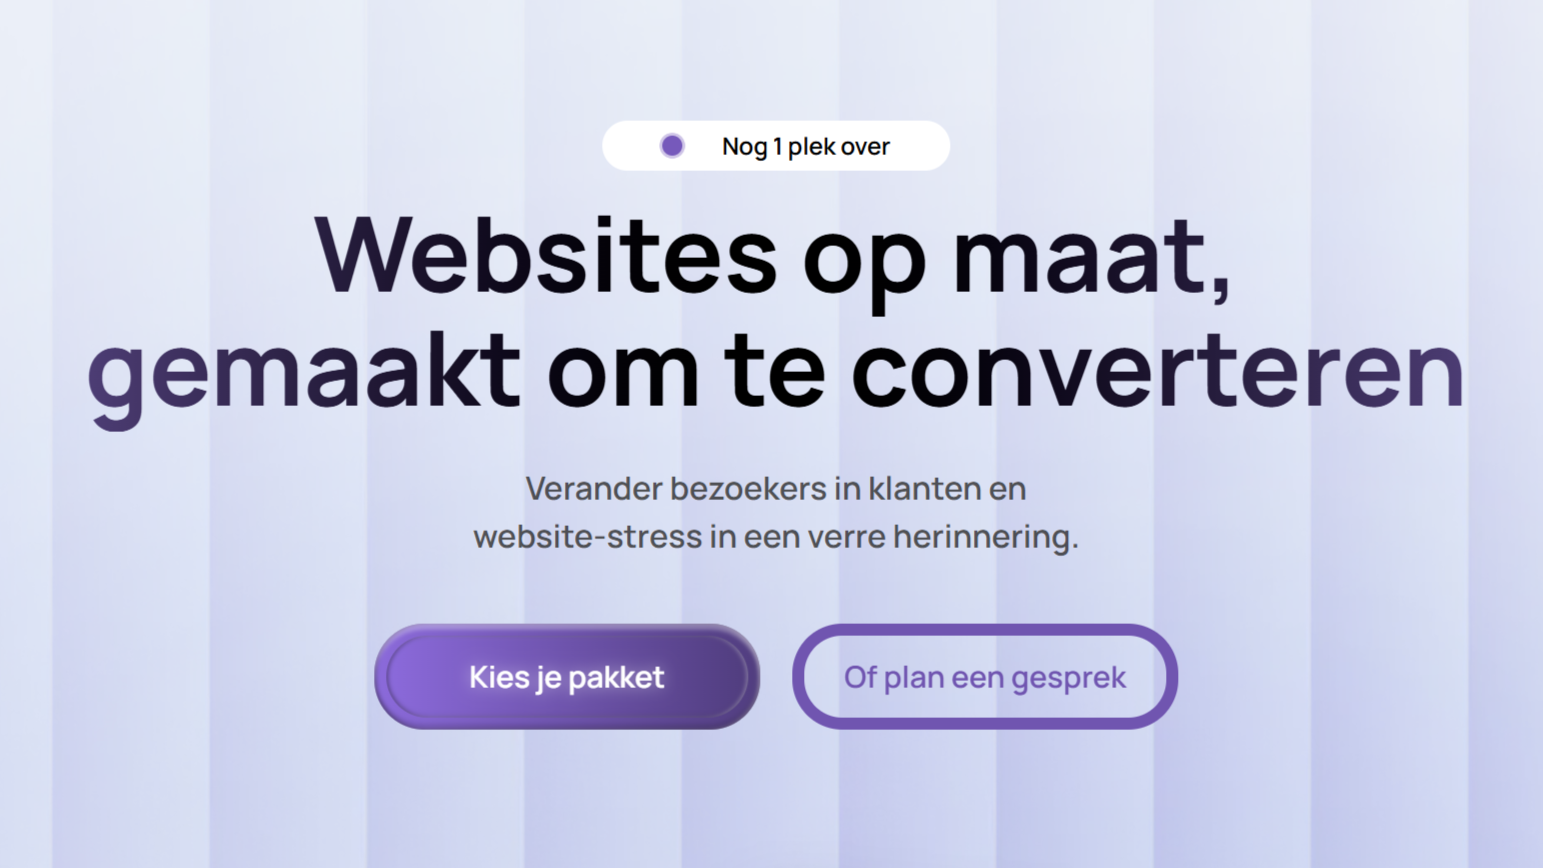 Nog 1 plek over
Websites op maat,
gemaakt om te converteren
Verander bezoekers in klanten en
website-stress in een verre herinnering.
Kies je pakket
Of plan een gesprek